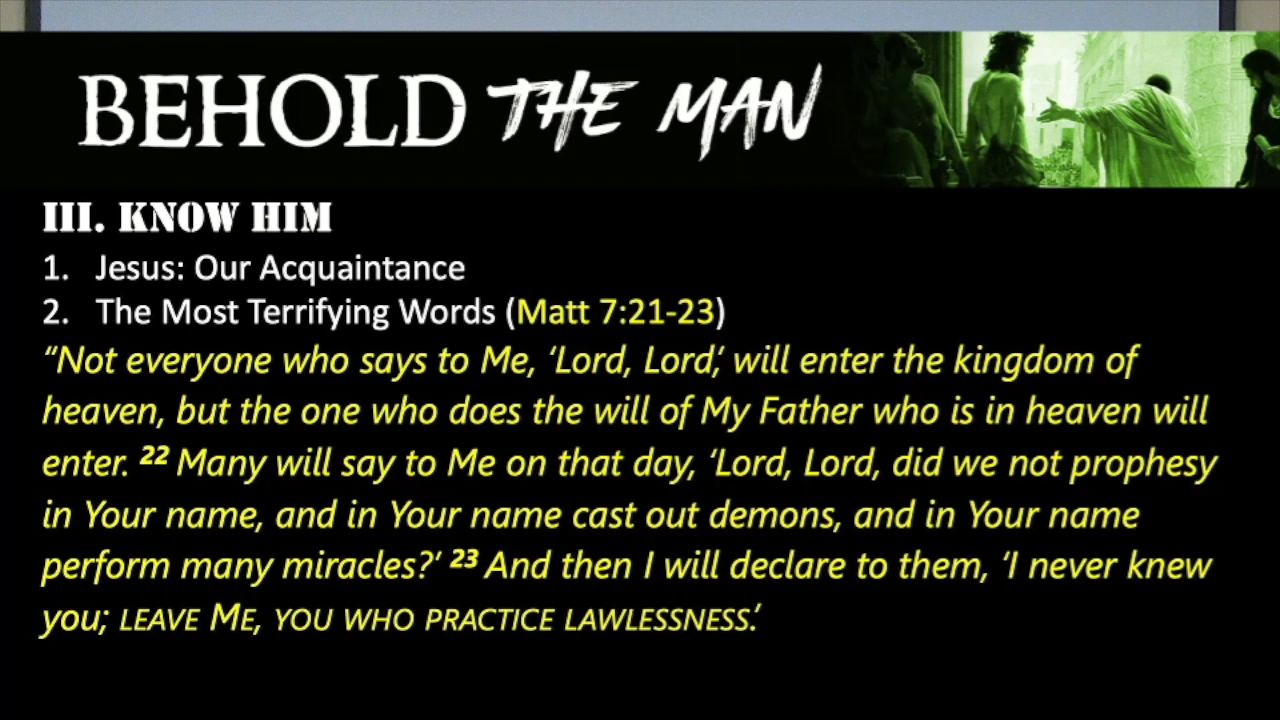 BEHOLD THE MAN
III. KNOW HIM
1. Jesus: Our Acquaintance
2. The Most Terrifying Words (Matt 7:21-23)
“Not everyone who says to Me, ‘Lord, Lord,’ will enter the kingdom of
heaven, but the one who does the will of My Father who is in heaven will
enter. ²² Many will say to Me on that day, ‘Lord, Lord, did we not prophesy
in Your name, and in Your name cast out demons, and in Your name
perform many miracles?’ ²³ And then I will declare to them, ‘I never knew
you; LEAVE ME, YOU WHO PRACTICE LAWLESSNESS.’